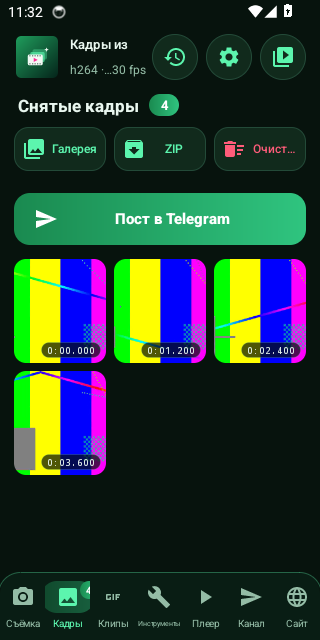 11:32
Кадры из
h264 ·...30 fps
Снятые кадры 4
Галерея ZIP Очист...
Пост в Telegram
0:00.000 0:01.200 0:02.400
0:03.600
4
GIF
Съёмка Кадры Клипы Инструменты Плеер Канал Сайт